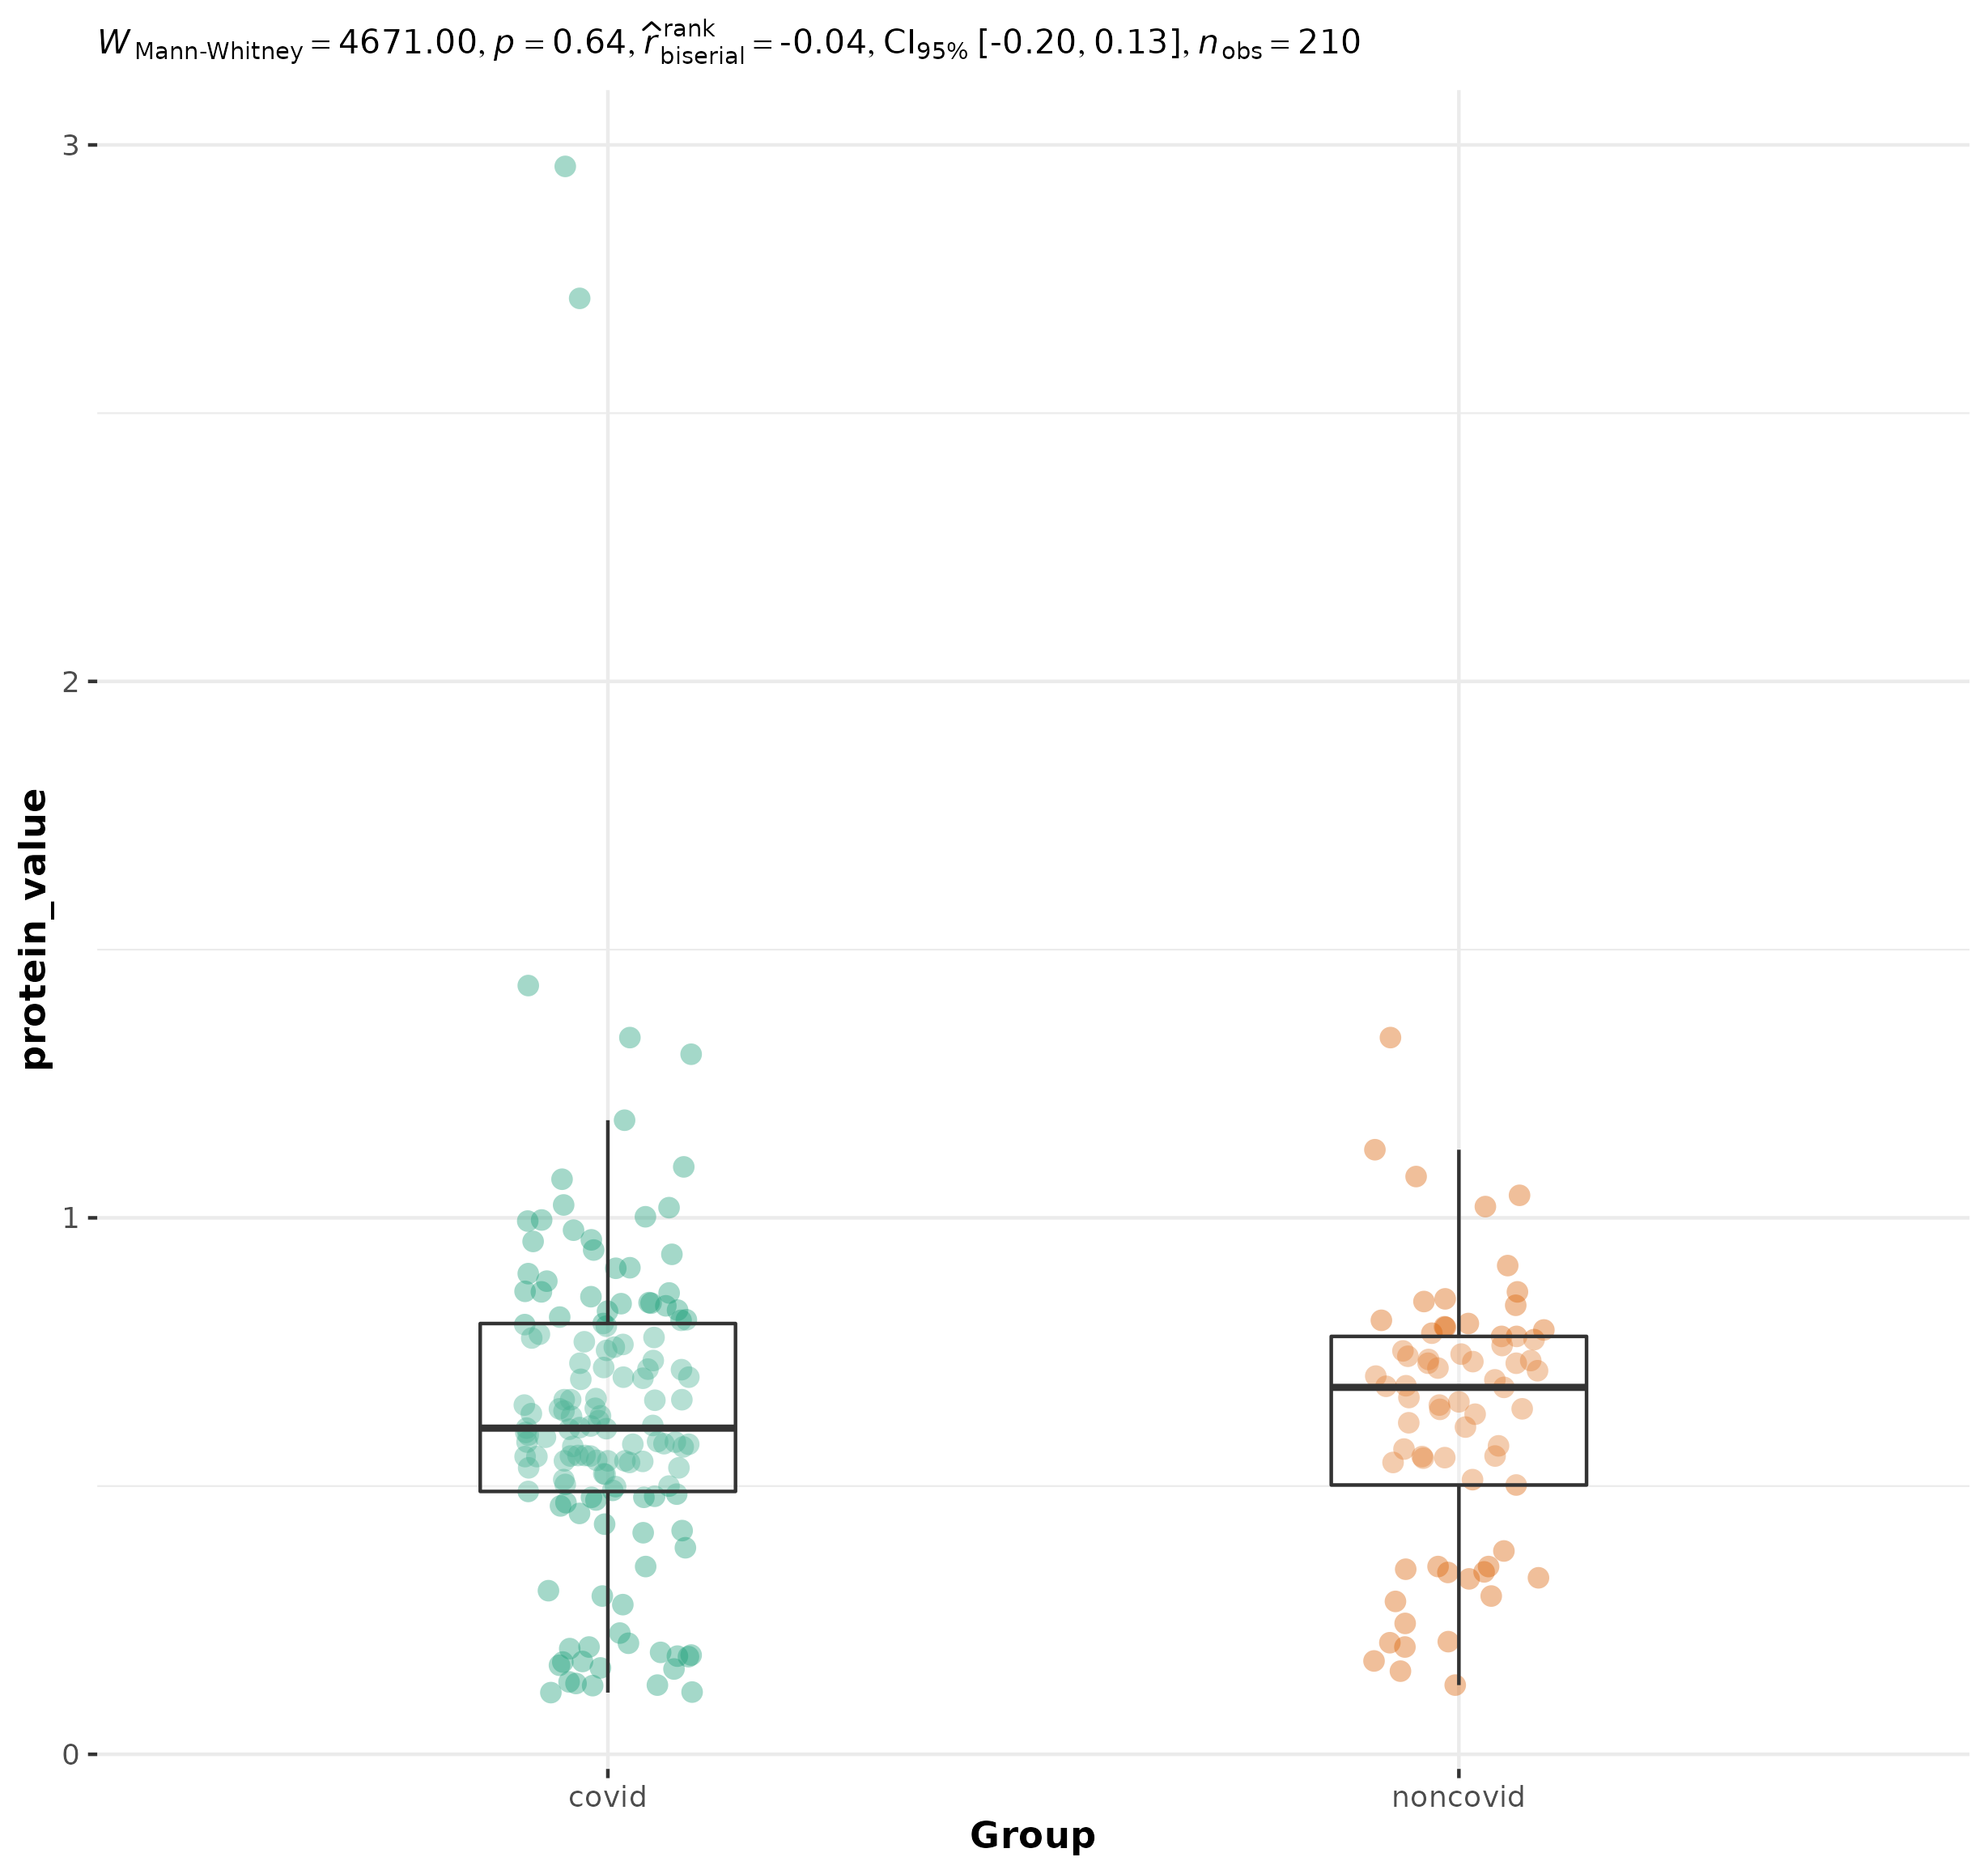 W Mann-Whitney = 4671.00, p = 0.64, r̂ rank biserial = -0.04, CI95% [-0.20, 0.13], nobs = 210
3
2
1
0
protein_value
covid noncovid
Group